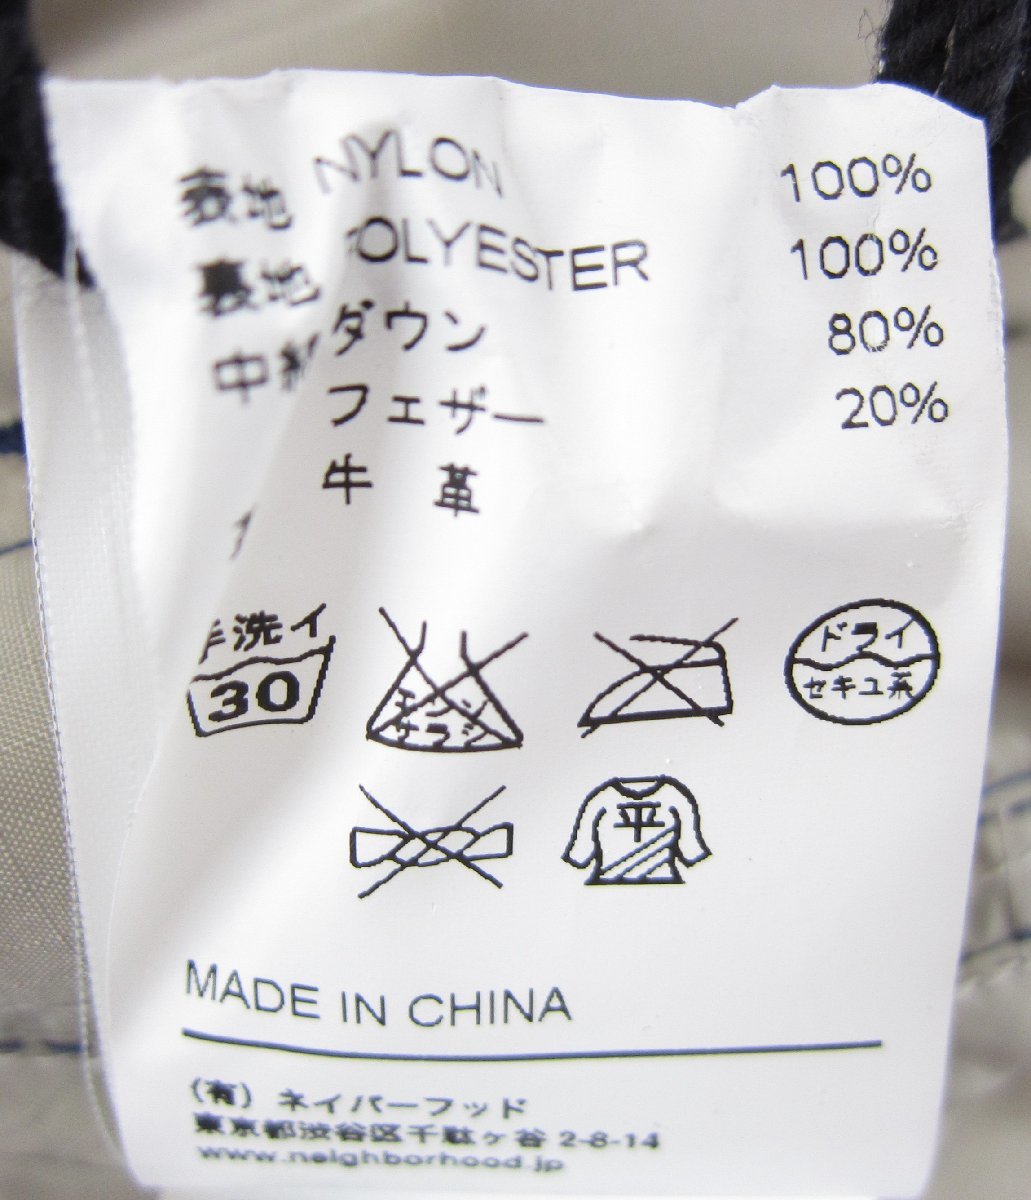 表地 NYLON 100%
裏地 POLYESTER 100%
中綿 ダウン 80%
フェザー 20%
牛 革
手洗イ
30
エンソ
サラシ
ドライ
セキユ系
平
MADE IN CHINA
(有) ネイバーフッド
東京都渋谷区千駄ヶ谷 2-8-14
www.neighborhood.jp